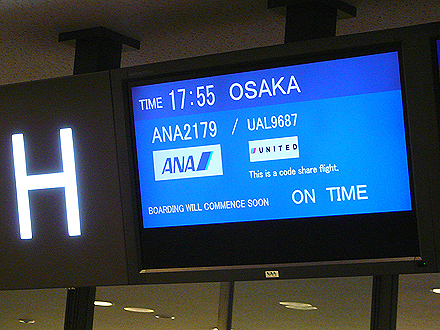 H
TIME 17:55 OSAKA
ANA2179 / UAL9687
ANA UNITED
This is a code share flight.
BOARDING WILL COMMENCE SOON ON TIME